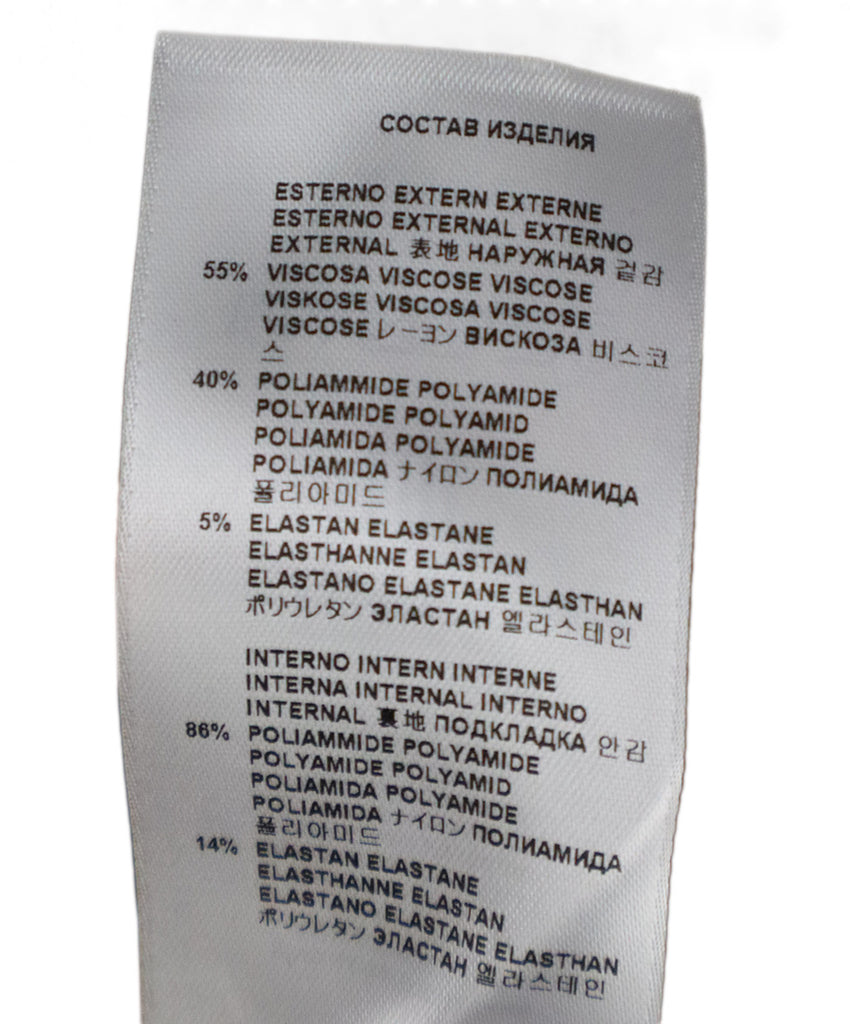 СОСТАВ ИЗДЕЛИЯ
ESTERNO EXTERN EXTERNE
ESTERNO EXTERNAL EXTERNO
EXTERNAL 表地 НАРУЖНАЯ 겉감
55% VISCOSA VISCOSE VISCOSE
VISKOSE VISCOSA VISCOSE
VISCOSE レーヨン ВИСКОЗА 비스코
스
40% POLIAMMIDE POLYAMIDE
POLYAMIDE POLYAMID
POLIAMIDA POLYAMIDE
POLIAMIDA ナイロン ПОЛИАМИДА
폴리아미드
5% ELASTAN ELASTANE
ELASTHANNE ELASTAN
ELASTANO ELASTANE ELASTHAN
ポリウレタン ЭЛАСТАН 엘라스테인
INTERNO INTERN INTERNE
INTERNA INTERNAL INTERNO
INTERNAL 裏地 ПОДКЛАДКА 안감
86% POLIAMMIDE POLYAMIDE
POLYAMIDE POLYAMID
POLIAMIDA POLYAMIDE
POLIAMIDA ナイロン ПОЛИАМИДА
폴리아미드
14% ELASTAN ELASTANE
ELASTHANNE ELASTAN
ELASTANO ELASTANE ELASTHAN
ポリウレタン ЭЛАСТАН 엘라스테인